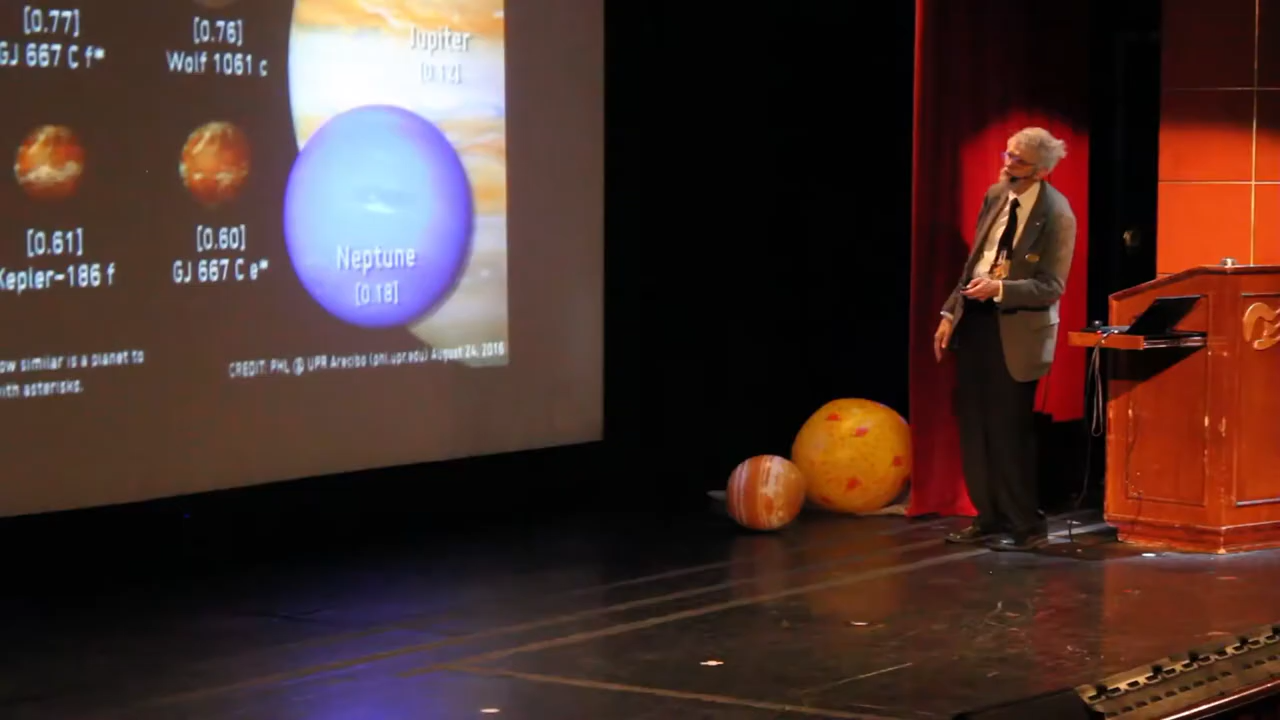 [0.77]
GJ 667 C f*
[0.76]
Wolf 1061 c
Jupiter
[0.12]
[0.61]
Kepler-186 f
[0.60]
GJ 667 C e*
Neptune
[0.18]
ow similar is a planet to
ith asterisks.
CREDIT: PHL @ UPR Arecibo (phl.upr.edu) August 24, 2016